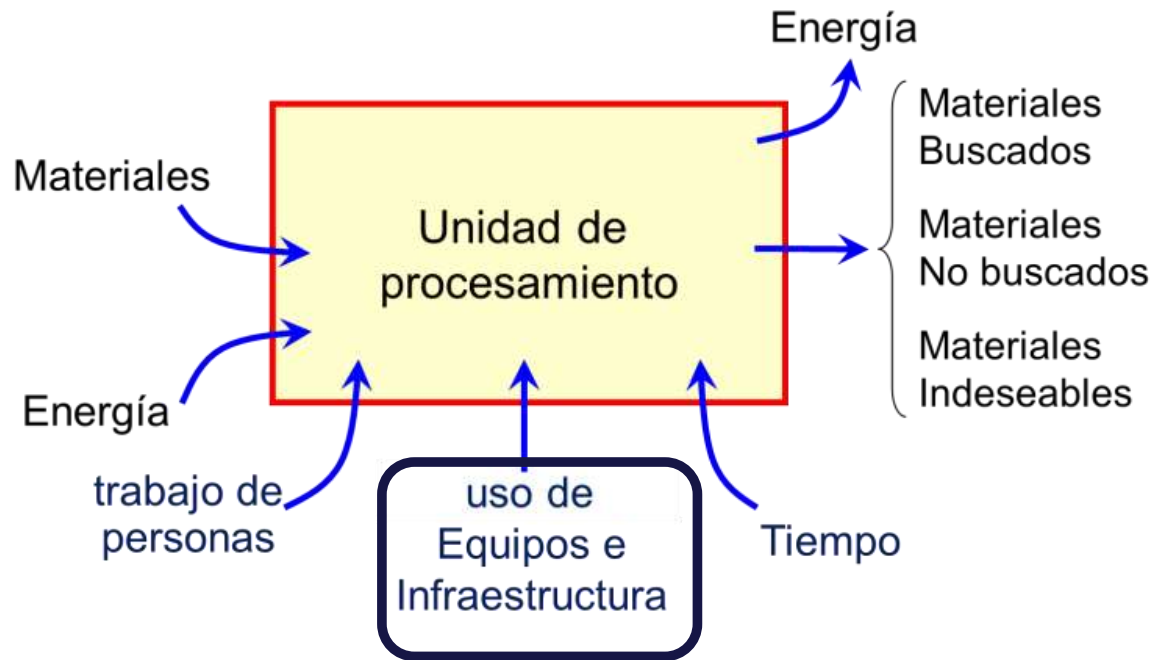 Energía
Materiales
Buscados
Materiales
No buscados
Materiales
Indeseables
Materiales
Energía
Unidad de
procesamiento
trabajo de
personas
uso de
Equipos e
Infraestructura
Tiempo